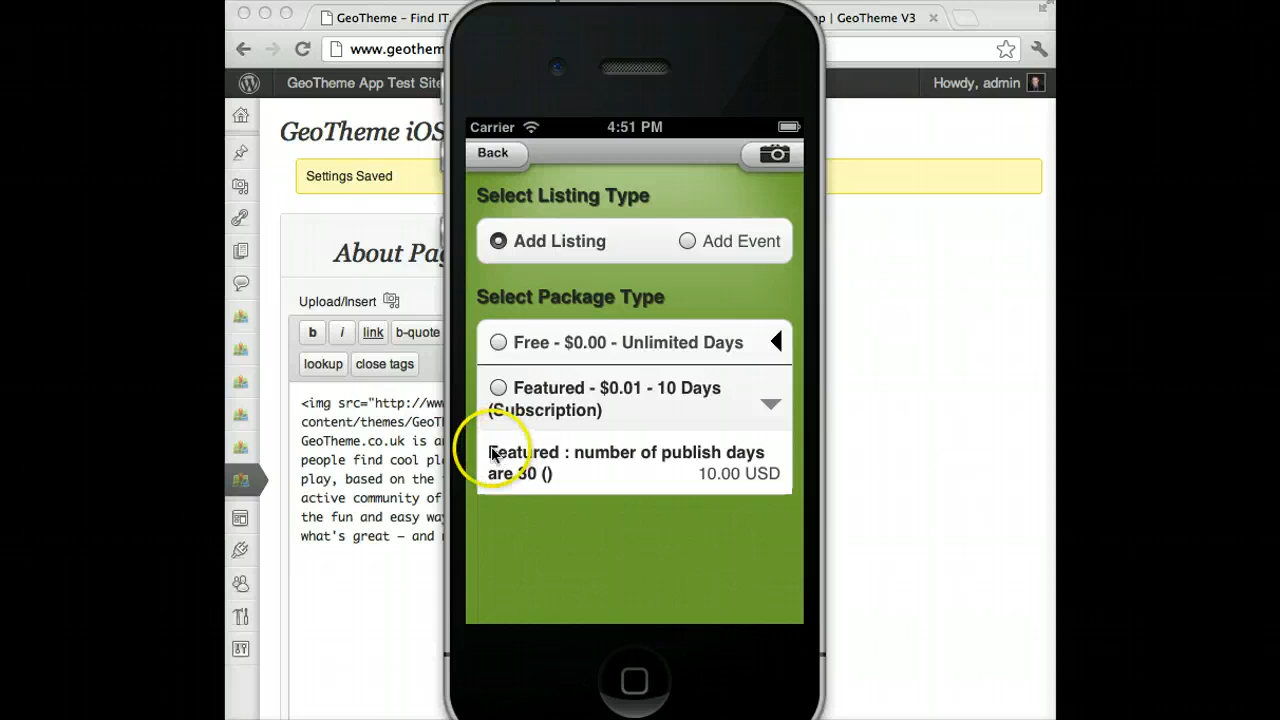 GeoTheme – Find IT.
p | GeoTheme V3
www.geothem
GeoTheme App Test Site
Howdy, admin
GeoTheme iOS
Settings Saved
About Pag
Upload/Insert
b
i
link
b-quote
lookup
close tags
<img src="http://ww
content/themes/GeoT
GeoTheme.co.uk is a
people find cool pl
play, based on the
active community of
the fun and easy way
what's great – and
Carrier
4:51 PM
Back
Select Listing Type
Add Listing
Add Event
Select Package Type
Free - $0.00 - Unlimited Days
Featured - $0.01 - 10 Days
(Subscription)
Featured : number of publish days
are 30 ()
10.00 USD